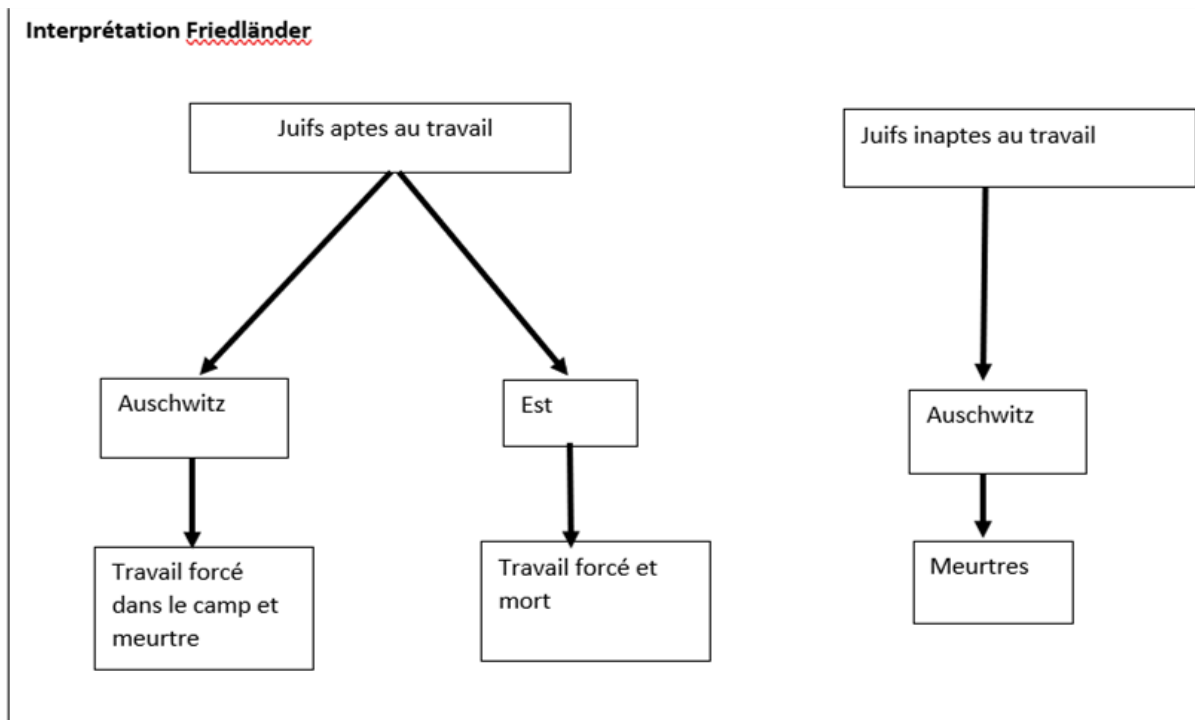 Interprétation Friedländer
Juifs aptes au travail
Juifs inaptes au travail
Auschwitz
Est
Auschwitz
Travail forcé
dans le camp et
meurtre
Travail forcé et
mort
Meurtres